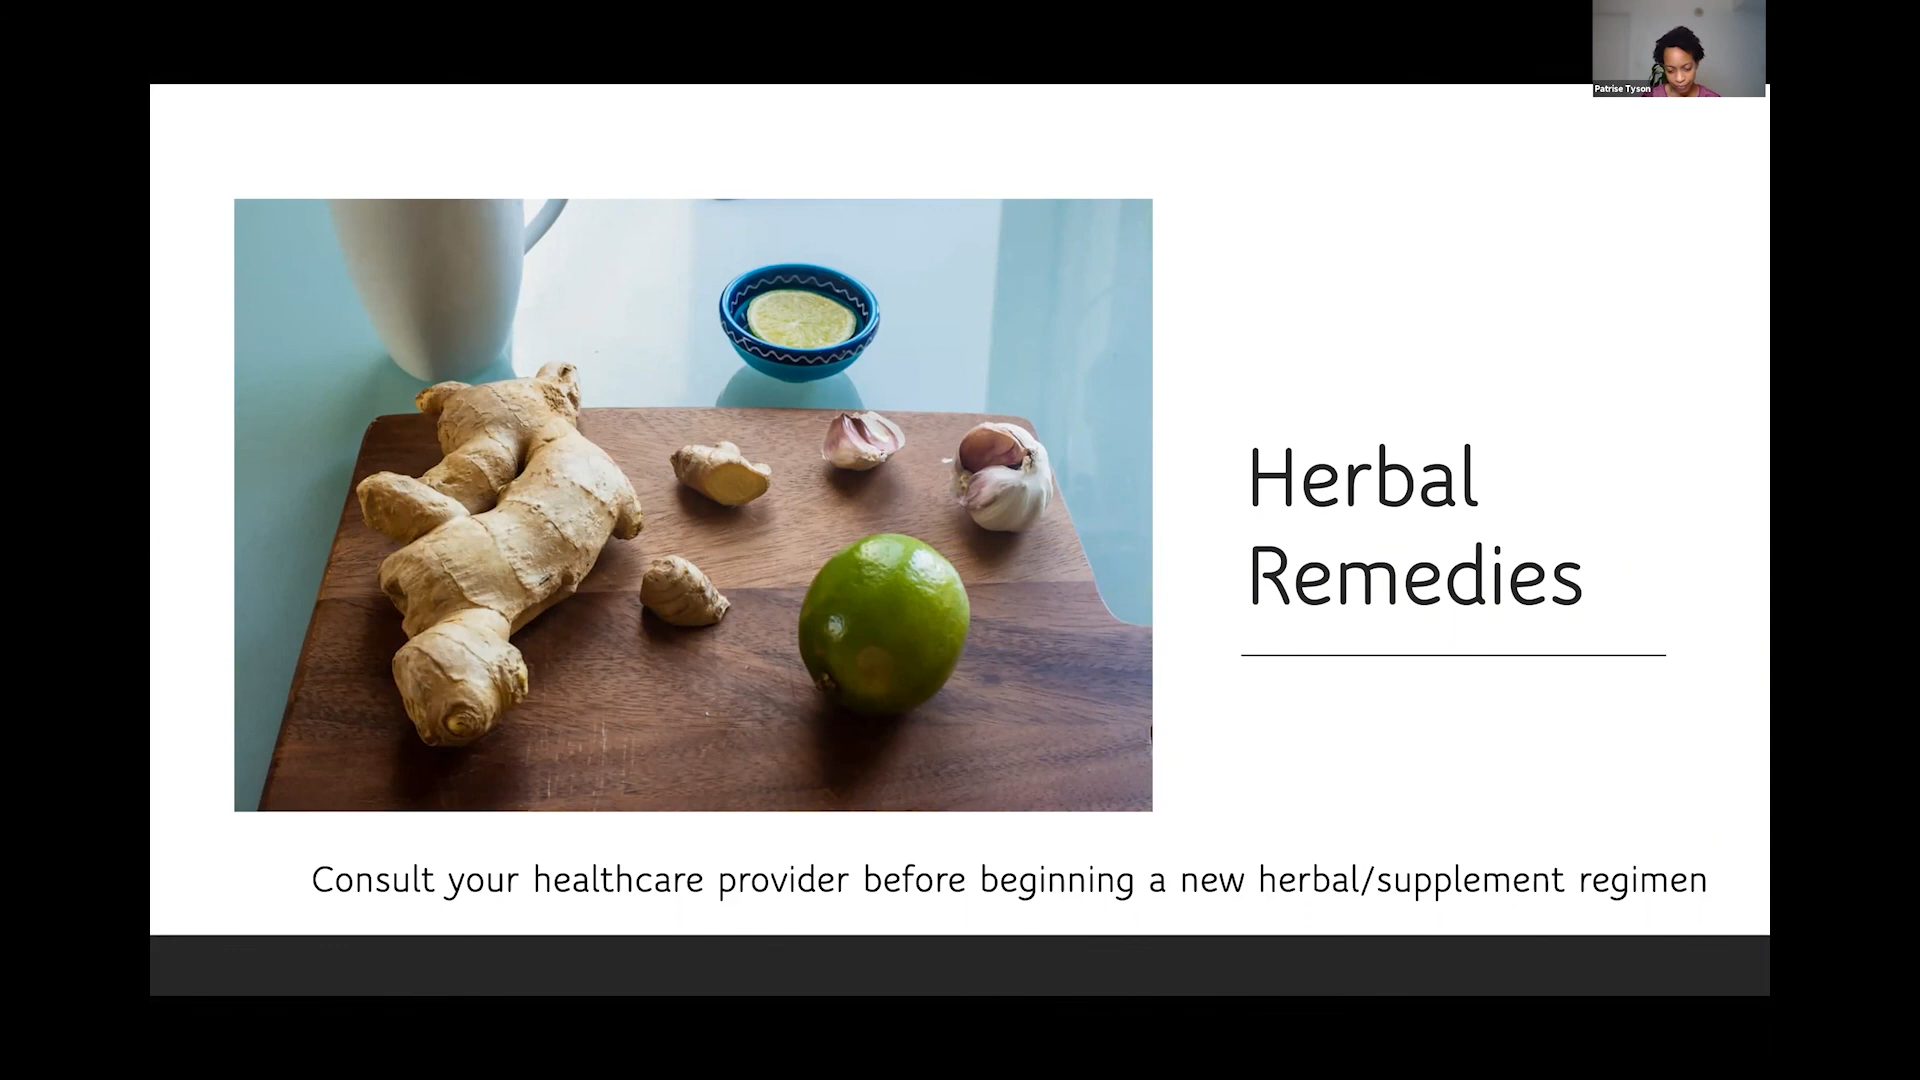 Patrise Tyson
Herbal
Remedies
Consult your healthcare provider before beginning a new herbal/supplement regimen